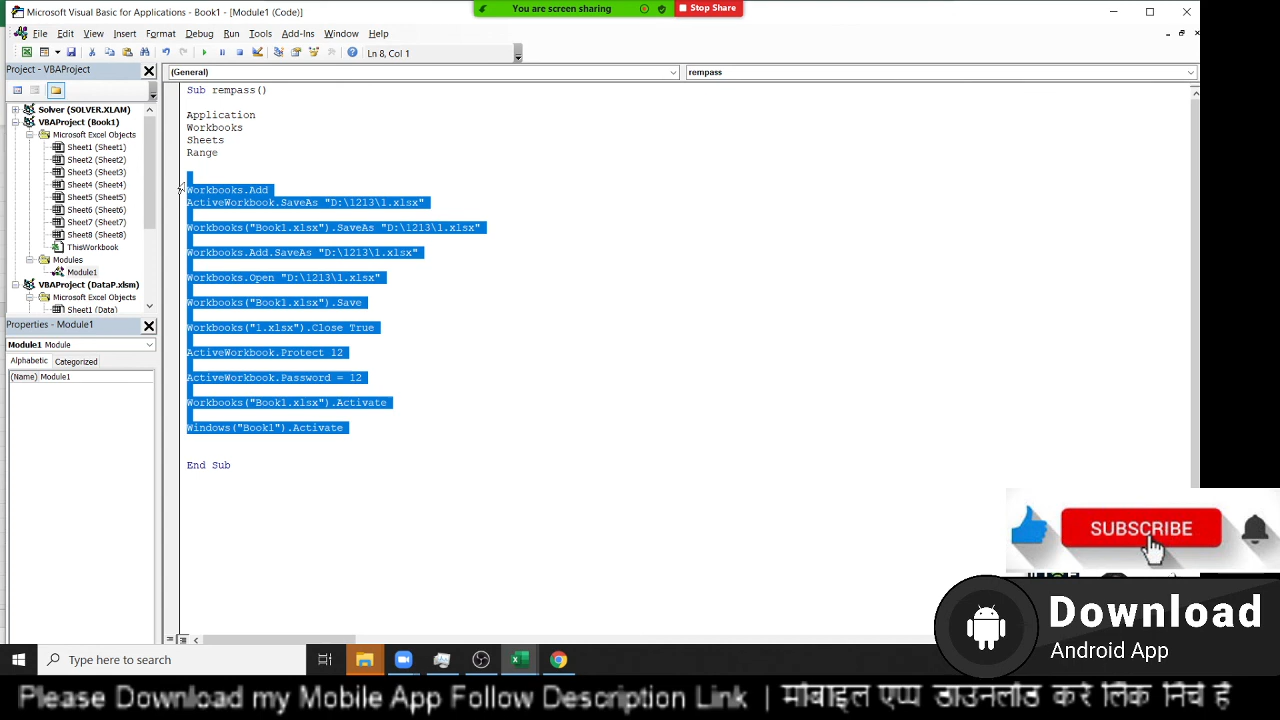 Microsoft Visual Basic for Applications - Book1 - [Module1 (Code)]
You are screen sharing
Stop Share
File Edit View Insert Format Debug Run Tools Add-Ins Window Help
Ln 8, Col 1
Project - VBAProject
(General)
rempass
Solver (SOLVER.XLAM)
VBAProject (Book1)
Microsoft Excel Objects
Sheet1 (Sheet1)
Sheet2 (Sheet2)
Sheet3 (Sheet3)
Sheet4 (Sheet4)
Sheet5 (Sheet5)
Sheet6 (Sheet6)
Sheet7 (Sheet7)
Sheet8 (Sheet8)
ThisWorkbook
Modules
Module1
VBAProject (DataP.xlsm)
Microsoft Excel Objects
Sheet1 (Data)
Properties - Module1
Module1 Module
Alphabetic Categorized
(Name) Module1
Sub rempass()
Application
Workbooks
Sheets
Range
Workbooks.Add
ActiveWorkbook.SaveAs "D:\1213\1.xlsx"
Workbooks("Book1.xlsx").SaveAs "D:\1213\1.xlsx"
Workbooks.Add.SaveAs "D:\1213\1.xlsx"
Workbooks.Open "D:\1213\1.xlsx"
Workbooks("Book1.xlsx").Save
Workbooks("1.xlsx").Close True
ActiveWorkbook.Protect 12
ActiveWorkbook.Password = 12
Workbooks("Book1.xlsx").Activate
Windows("Book1").Activate
End Sub
SUBSCRIBE
Download
Android App
Type here to search
Please Download my Mobile App Follow Description Link | मोबाइल एप्प डाउनलोड करे लिंक निचे है